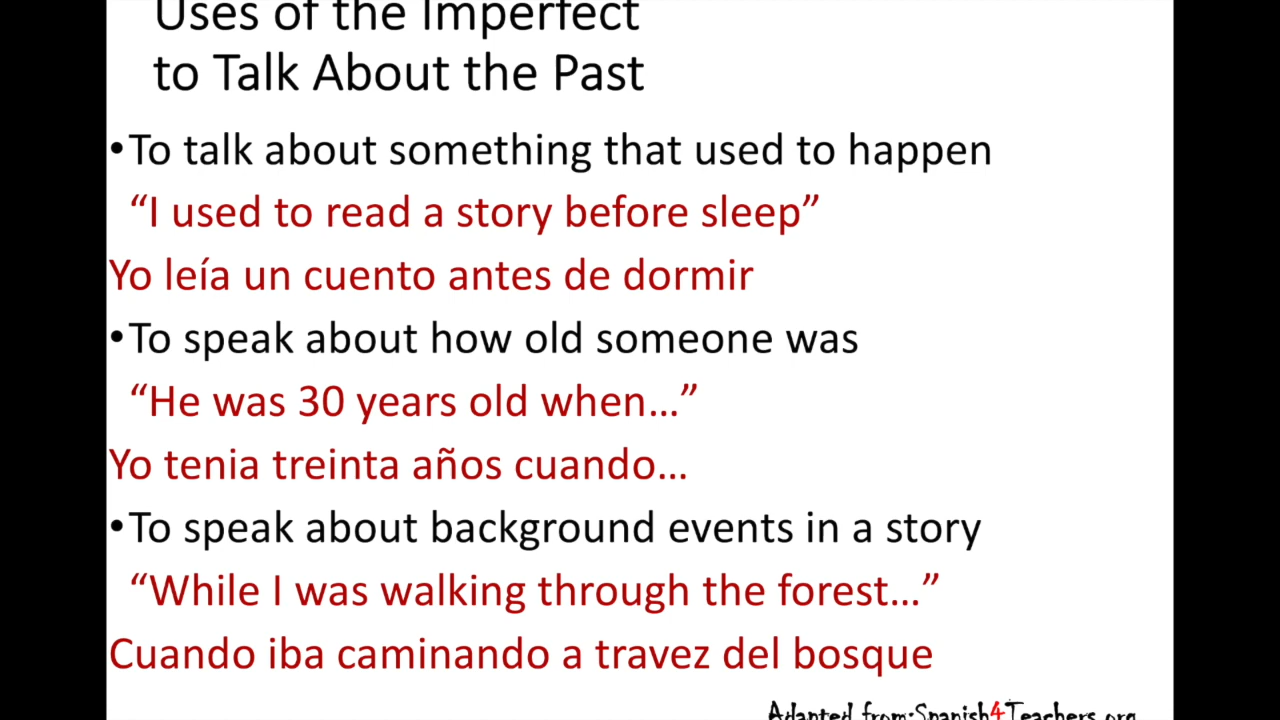 Uses of the Imperfect
to Talk About the Past
•To talk about something that used to happen
“I used to read a story before sleep”
Yo leía un cuento antes de dormir
•To speak about how old someone was
“He was 30 years old when…”
Yo tenia treinta años cuando…
•To speak about background events in a story
“While I was walking through the forest…”
Cuando iba caminando a travez del bosque
Adapted from:Spanish4Teachers.org